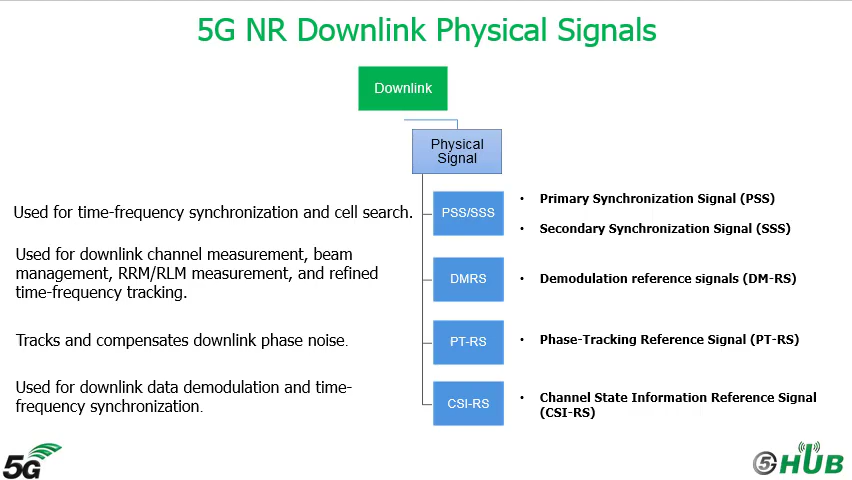 5G NR Downlink Physical Signals
Downlink
Physical
Signal
Used for time-frequency synchronization and cell search.
PSS/SSS
• Primary Synchronization Signal (PSS)
• Secondary Synchronization Signal (SSS)
Used for downlink channel measurement, beam
management, RRM/RLM measurement, and refined
time-frequency tracking.
DMRS
• Demodulation reference signals (DM-RS)
Tracks and compensates downlink phase noise.
PT-RS
• Phase-Tracking Reference Signal (PT-RS)
Used for downlink data demodulation and time-
frequency synchronization.
CSI-RS
• Channel State Information Reference Signal
(CSI-RS)
5G
5G HUB